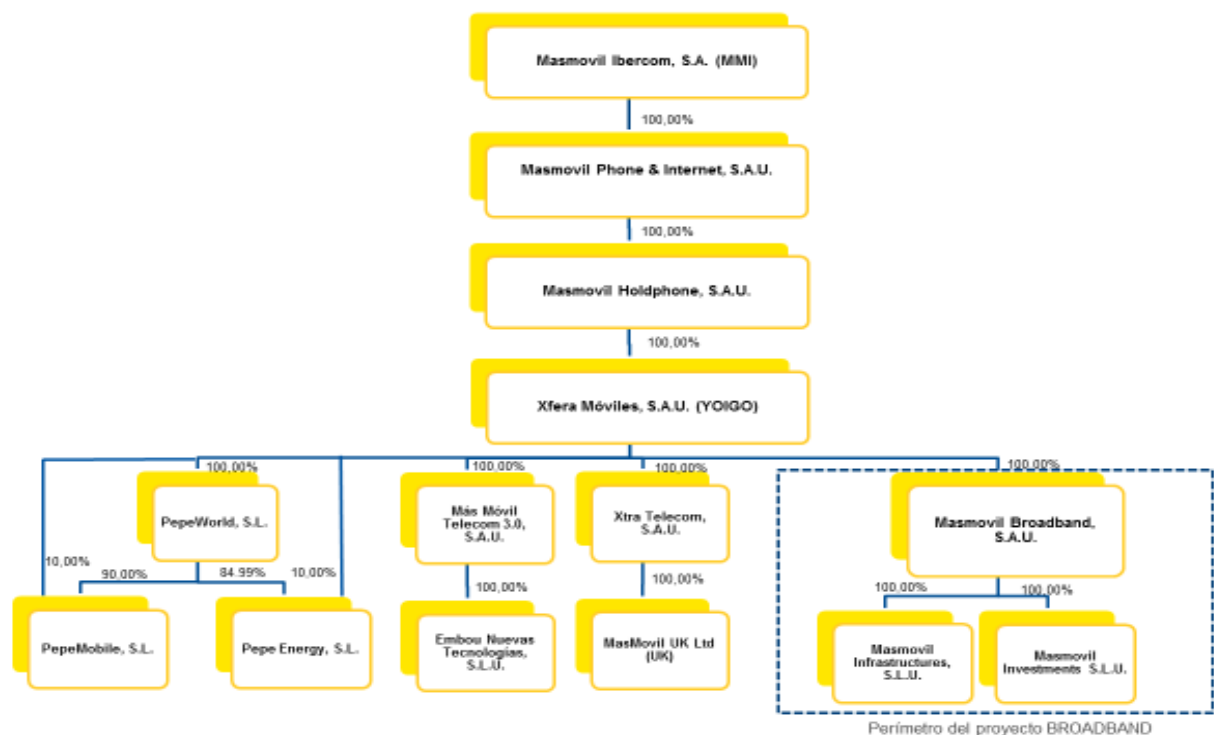 Masmovil Ibercom, S.A. (MMI)
100,00%
Masmovil Phone & Internet, S.A.U.
100,00%
Masmovil Holdphone, S.A.U.
100,00%
Xfera Móviles, S.A.U. (YOIGO)
100,00%
100,00%
100,00%
100,00%
PepeWorld, S.L.
Más Móvil
Telecom 3.0,
S.A.U.
Xtra Telecom,
S.A.U.
Masmovil Broadband,
S.A.U.
10,00%
90,00%
84.99%
10,00%
100,00%
100,00%
100,00%
100,00%
PepeMobile, S.L.
Pepe Energy, S.L.
Embou Nuevas
Tecnologías,
S.L.U.
MasMovil UK Ltd
(UK)
Masmovil
Infrastructures,
S.L.U.
Masmovil
Investments S.L.U.
Perímetro del proyecto BROADBAND